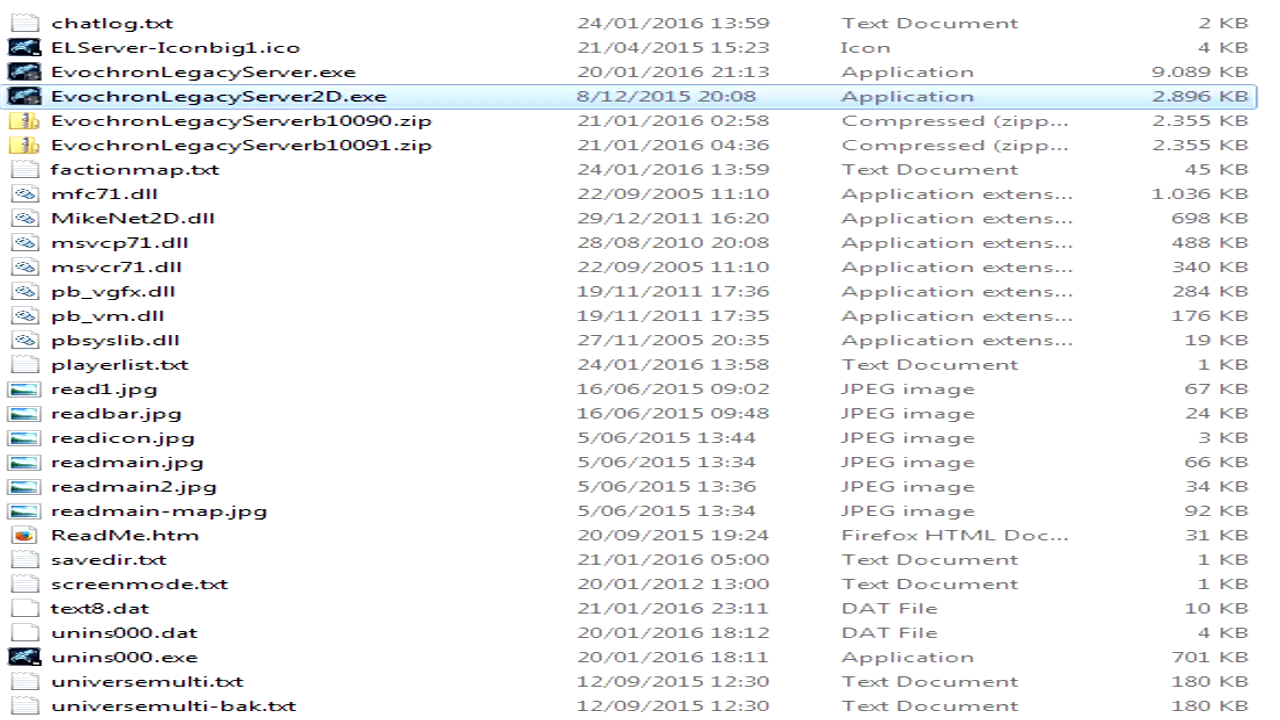 chatlog.txt 24/01/2016 13:59 Text Document 2 KB
ELServer-Iconbig1.ico 21/04/2015 15:23 Icon 4 KB
EvochronLegacyServer.exe 20/01/2016 21:13 Application 9.089 KB
EvochronLegacyServer2D.exe 8/12/2015 20:08 Application 2.896 KB
EvochronLegacyServerb10090.zip 21/01/2016 02:58 Compressed (zipp... 2.355 KB
EvochronLegacyServerb10091.zip 21/01/2016 04:36 Compressed (zipp... 2.355 KB
factionmap.txt 24/01/2016 13:59 Text Document 45 KB
mfc71.dll 22/09/2005 11:10 Application extens... 1.036 KB
MikeNet2D.dll 29/12/2011 16:20 Application extens... 698 KB
msvcp71.dll 28/08/2010 20:08 Application extens... 488 KB
msvcr71.dll 22/09/2005 11:10 Application extens... 340 KB
pb_vgfx.dll 19/11/2011 17:36 Application extens... 284 KB
pb_vm.dll 19/11/2011 17:35 Application extens... 176 KB
pbsyslib.dll 27/11/2005 20:35 Application extens... 19 KB
playerlist.txt 24/01/2016 13:58 Text Document 1 KB
read1.jpg 16/06/2015 09:02 JPEG image 67 KB
readbar.jpg 16/06/2015 09:48 JPEG image 24 KB
readicon.jpg 5/06/2015 13:44 JPEG image 3 KB
readmain.jpg 5/06/2015 13:34 JPEG image 66 KB
readmain2.jpg 5/06/2015 13:36 JPEG image 34 KB
readmain-map.jpg 5/06/2015 13:34 JPEG image 92 KB
ReadMe.htm 20/09/2015 19:24 Firefox HTML Doc... 31 KB
savedir.txt 21/01/2016 05:00 Text Document 1 KB
screenmode.txt 20/01/2012 13:00 Text Document 1 KB
text8.dat 21/01/2016 23:11 DAT File 10 KB
unins000.dat 20/01/2016 18:12 DAT File 4 KB
unins000.exe 20/01/2016 18:11 Application 701 KB
universemulti.txt 12/09/2015 12:30 Text Document 180 KB
universemulti-bak.txt 12/09/2015 12:30 Text Document 180 KB